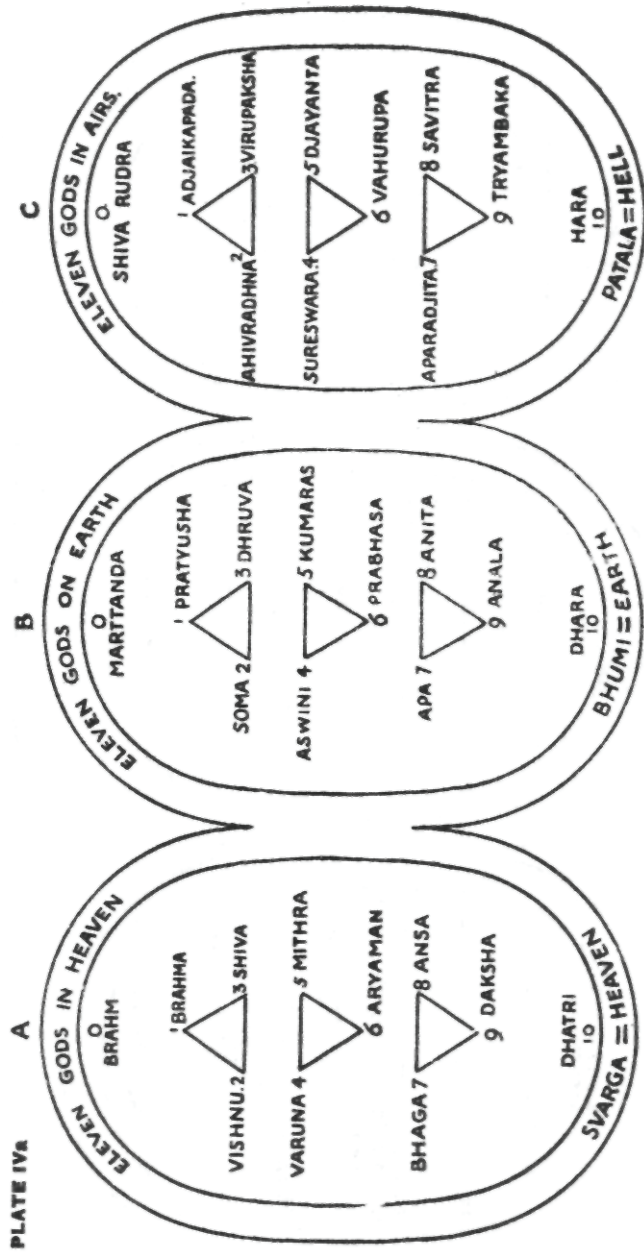 PLATE IVa
A
ELEVEN GODS IN HEAVEN
0
BRAHM
1 BRAHMA
VISHNU. 2 3 SHIVA
VARUNA 4 5 MITHRA
6 ARYAMAN
BHAGA 7 8 ANSA
9 DAKSHA
DHATRI
10
SVARGA = HEAVEN
B
ELEVEN GODS ON EARTH
0
MARTTANDA
1 PRATYUSHA
SOMA 2 3 DHRUVA
ASWINI 4 5 KUMARAS
6 PRABHASA
APA 7 8 ANITA
9 ANALA
DHARA
10
BHUMI = EARTH
C
ELEVEN GODS IN AIRS.
0
SHIVA RUDRA
1 ADJAIKAPADA.
AHIVRADHNA 2 3 VIRUPAKSHA
SURESWARA. 4 5 DJAYANTA
6 VAHURUPA
APARADJITA. 7 8 SAVITRA
9 TRYAMBAKA
HARA
10
PATALA = HELL